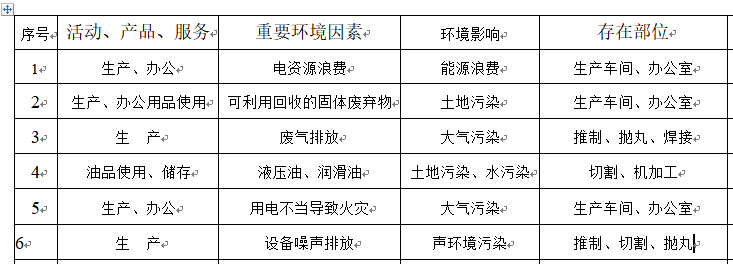 序号 活动、产品、服务 重要环境因素 环境影响 存在部位
1 生产、办公 电资源浪费 能源浪费 生产车间、办公室
2 生产、办公用品使用 可利用回收的固体废弃物 土地污染 生产车间、办公室
3 生 产 废气排放 大气污染 推制、抛丸、焊接
4 油品使用、储存 液压油、润滑油 土地污染、水污染 切割、机加工
5 生产、办公 用电不当导致火灾 大气污染 生产车间、办公室
6 生 产 设备噪声排放 声环境污染 推制、切割、抛丸